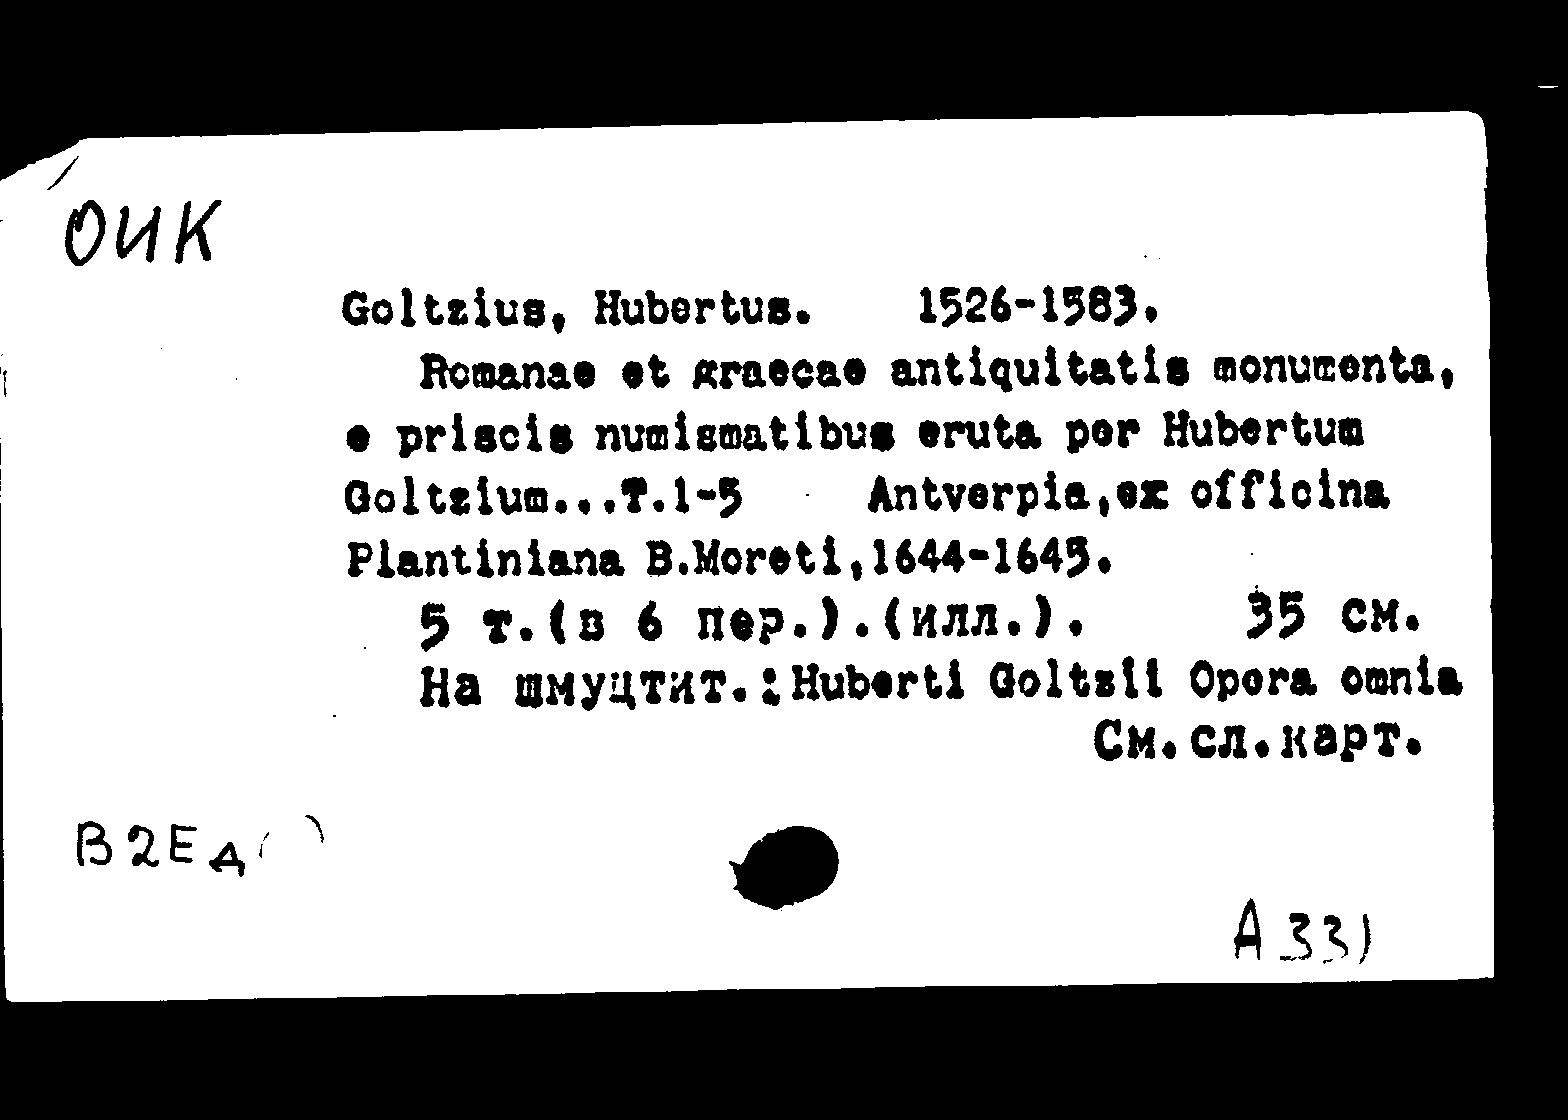 ОИК
Goltzius, Hubertus. 1526-1583.
Romanae et graecae antiquitatis monumenta,
e priscis numismatibus eruta per Hubertum
Goltzium...T.1-5 Antverpia,ex officina
Plantiniana B.Moreti,1644-1645.
5 т.(в 6 пер.).(илл.). 35 см.
На шмуцтит.:Huberti Goltzii Opera omnia
См.сл.карт.
В2Ед
А331